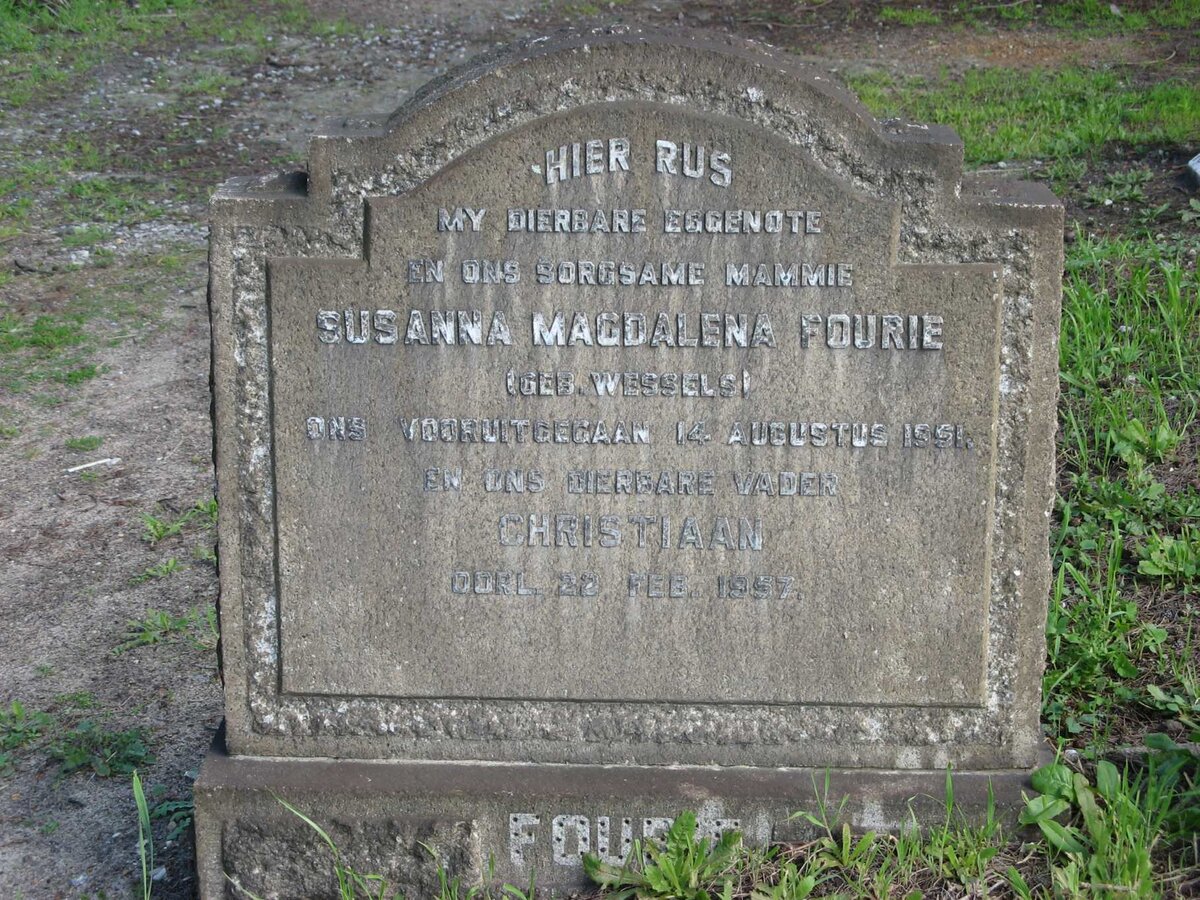 HIER RUS
MY DIERBARE EGGENOTE
EN ONS SORGSAME MAMMIE
SUSANNA MAGDALENA FOURIE
(GEB. WESSELS)
ONS VOORUITGEGAAN 14 AUGUSTUS 1951.
EN ONS DIERBARE VADER
CHRISTIAAN
OORL. 22 FEB. 1957.
FOURIE